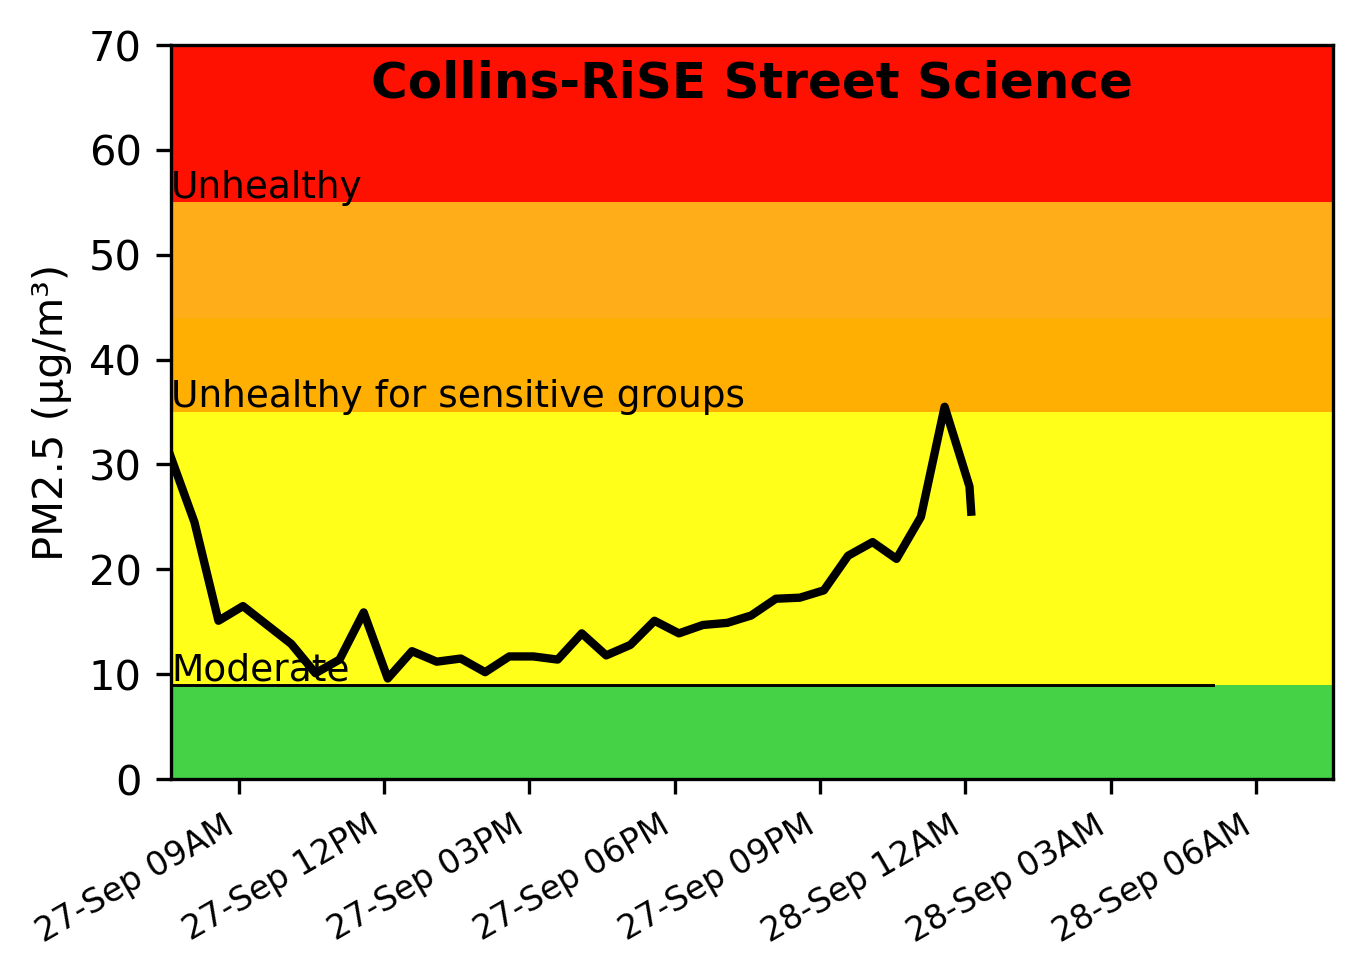 Collins-RiSE Street Science
PM2.5 (µg/m³)
70
60
50
40
30
20
10
0
Unhealthy
Unhealthy for sensitive groups
Moderate
27-Sep 09AM
27-Sep 12PM
27-Sep 03PM
27-Sep 06PM
27-Sep 09PM
28-Sep 12AM
28-Sep 03AM
28-Sep 06AM